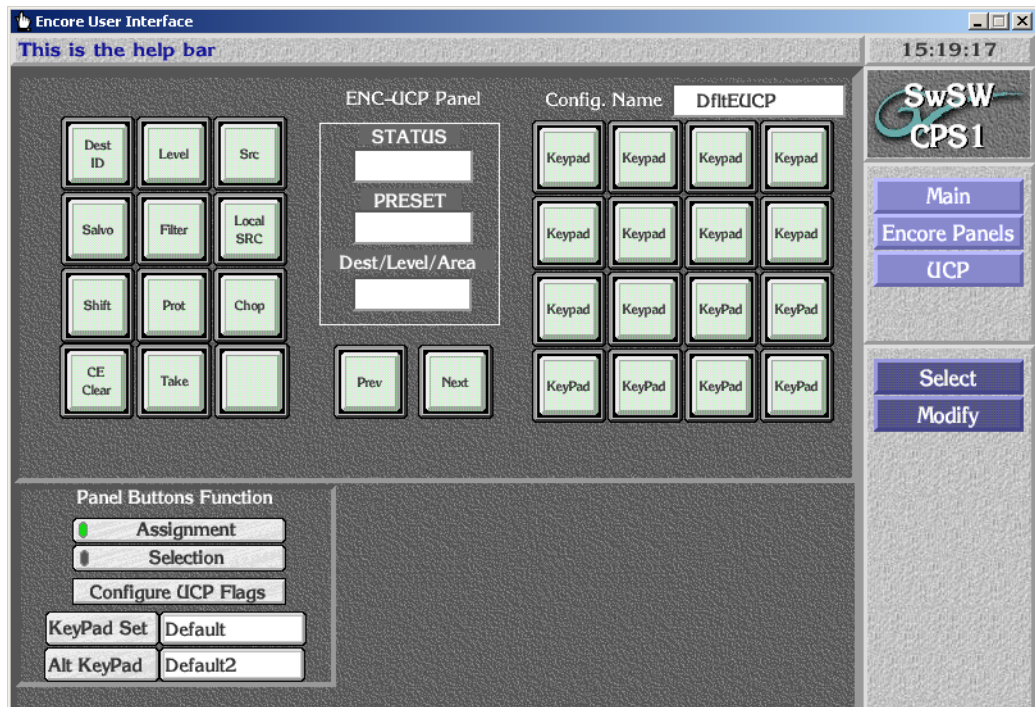 Encore User Interface
This is the help bar
15:19:17
SwSW
CPS1
Main
Encore Panels
UCP
Select
Modify
ENC-UCP Panel
Config. Name DfltEUCP
Dest
ID
Level
Src
Salvo
Filter
Local
SRC
Shift
Prot
Chop
CE
Clear
Take
STATUS
PRESET
Dest/Level/Area
Prev
Next
Keypad Keypad Keypad Keypad
Keypad Keypad Keypad Keypad
Keypad Keypad KeyPad KeyPad
KeyPad KeyPad KeyPad KeyPad
Panel Buttons Function
Assignment
Selection
Configure UCP Flags
KeyPad Set Default
Alt KeyPad Default2